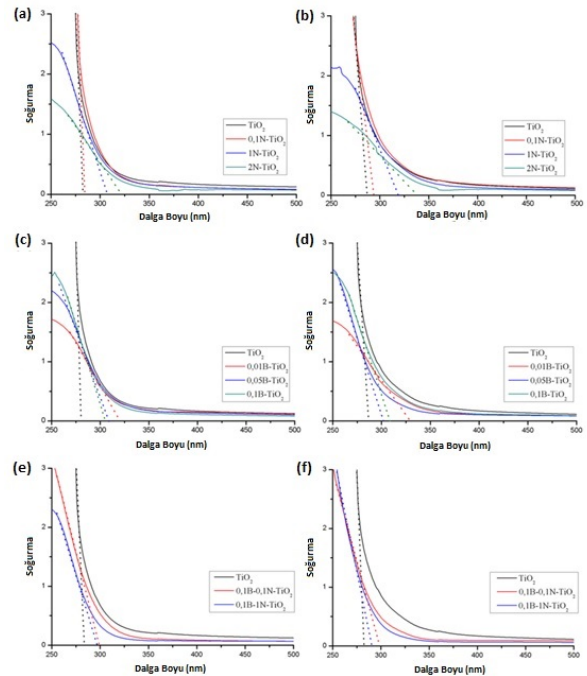 (a)
3
2
1
0
250 300 350 400 450 500
Soğurma
Dalga Boyu (nm)
TiO₂
0,1N-TiO₂
1N-TiO₂
2N-TiO₂
(b)
3
2
1
0
250 300 350 400 450 500
Soğurma
Dalga Boyu (nm)
TiO₂
0,1N-TiO₂
1N-TiO₂
2N-TiO₂
(c)
3
2
1
0
250 300 350 400 450 500
Soğurma
Dalga Boyu (nm)
TiO₂
0,01B-TiO₂
0,05B-TiO₂
0,1B-TiO₂
(d)
3
2
1
0
250 300 350 400 450 500
Soğurma
Dalga Boyu (nm)
TiO₂
0,01B-TiO₂
0,05B-TiO₂
0,1B-TiO₂
(e)
3
2
1
0
250 300 350 400 450 500
Soğurma
Dalga Boyu (nm)
TiO₂
0,1B-0,1N-TiO₂
0,1B-1N-TiO₂
(f)
3
2
1
0
250 300 350 400 450 500
Soğurma
Dalga Boyu (nm)
TiO₂
0,1B-0,1N-TiO₂
0,1B-1N-TiO₂